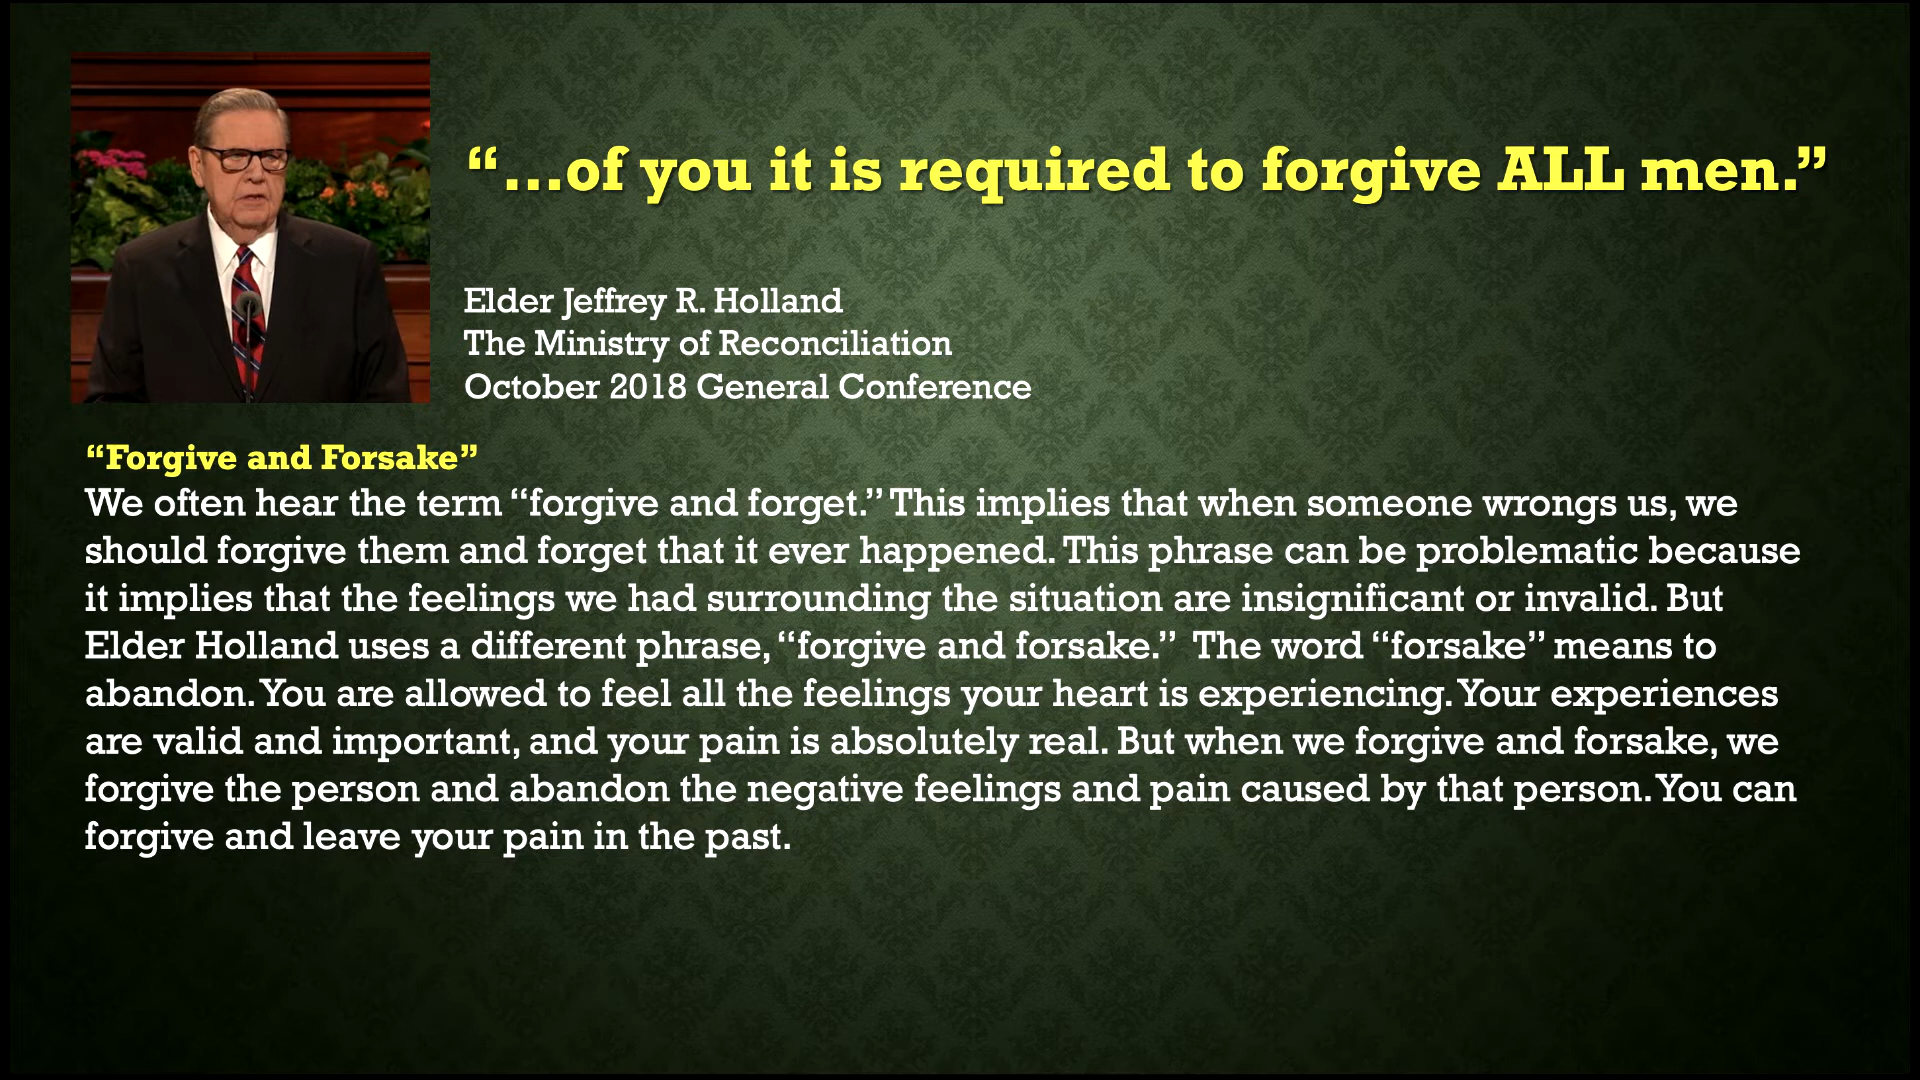 “…of you it is required to forgive ALL men.”
Elder Jeffrey R. Holland
The Ministry of Reconciliation
October 2018 General Conference
“Forgive and Forsake”
We often hear the term “forgive and forget.” This implies that when someone wrongs us, we
should forgive them and forget that it ever happened. This phrase can be problematic because
it implies that the feelings we had surrounding the situation are insignificant or invalid. But
Elder Holland uses a different phrase, “forgive and forsake.”  The word “forsake” means to
abandon. You are allowed to feel all the feelings your heart is experiencing. Your experiences
are valid and important, and your pain is absolutely real. But when we forgive and forsake, we
forgive the person and abandon the negative feelings and pain caused by that person. You can
forgive and leave your pain in the past.